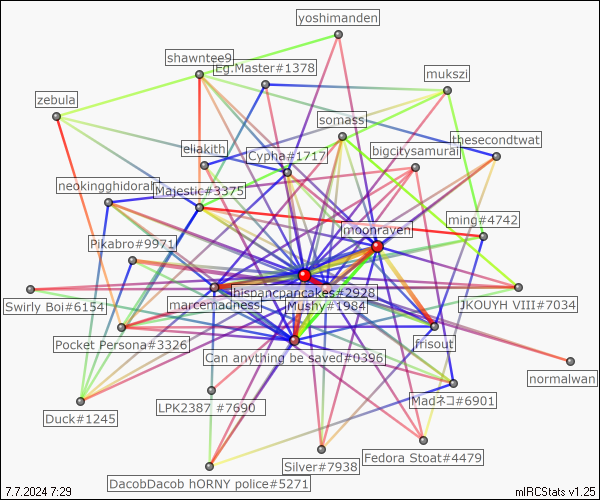 yoshimanden
shawntee9
Eg.Master#1378
mukszi
zebula
somass
thesecondtwat
eliakith
Cypha#1717
bigcitysamurai
neokingghidorah
Majestic#3375
ming#4742
moonraven
Pikabro#9971
hispancpancakes#2928
Swirly Boi#6154
marcemadness
Mushy#1984
JKOUYH VIII#7034
Pocket Persona#3326
frisout
Can anything be saved#0396
normalwan
Duck#1245
LPK2387 #7690
Madネコ#6901
Fedora Stoat#4479
Silver#7938
DacobDacob hORNY police#5271
7.7.2024 7:29
mIRCStats v1.25